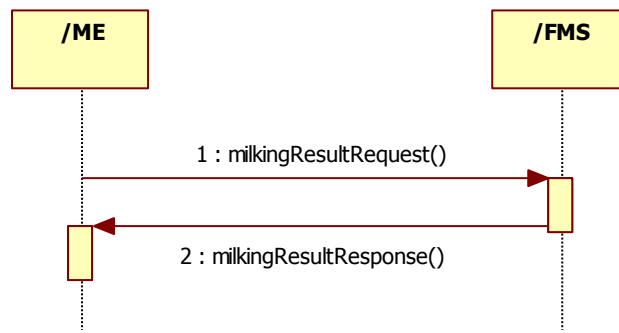 /ME
/FMS
1 : milkingResultRequest()
2 : milkingResultResponse()